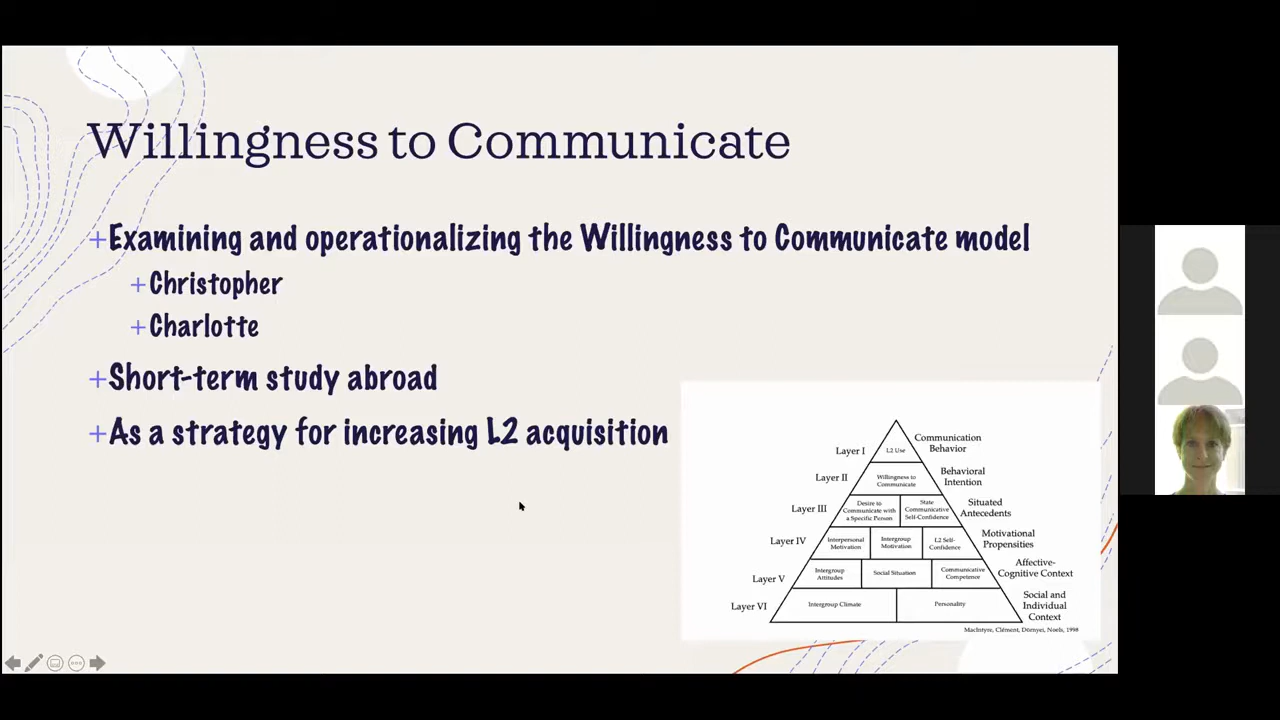 Willingness to Communicate
+Examining and operationalizing the Willingness to Communicate model
+Christopher
+Charlotte
+Short-term study abroad
+As a strategy for increasing L2 acquisition
Layer I
L2 Use
Communication
Behavior
Layer II
Willingness to
Communicate
Behavioral
Intention
Layer III
Desire to
Communicate with
a Specific Person
State
Communicative
Self-Confidence
Situated
Antecedents
Layer IV
Interpersonal
Motivation
Intergroup
Motivation
L2 Self-
Confidence
Motivational
Propensities
Layer V
Intergroup
Attitudes
Social Situation
Communicative
Competence
Affective-
Cognitive Context
Layer VI
Intergroup Climate
Personality
Social and
Individual
Context
MacIntyre, Clément, Dörnyei, Noels, 1998